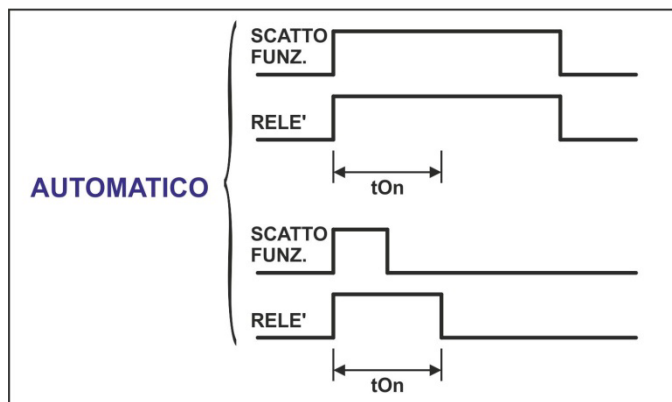 SCATTO
FUNZ.
RELE'
tOn
AUTOMATICO
SCATTO
FUNZ.
RELE'
tOn